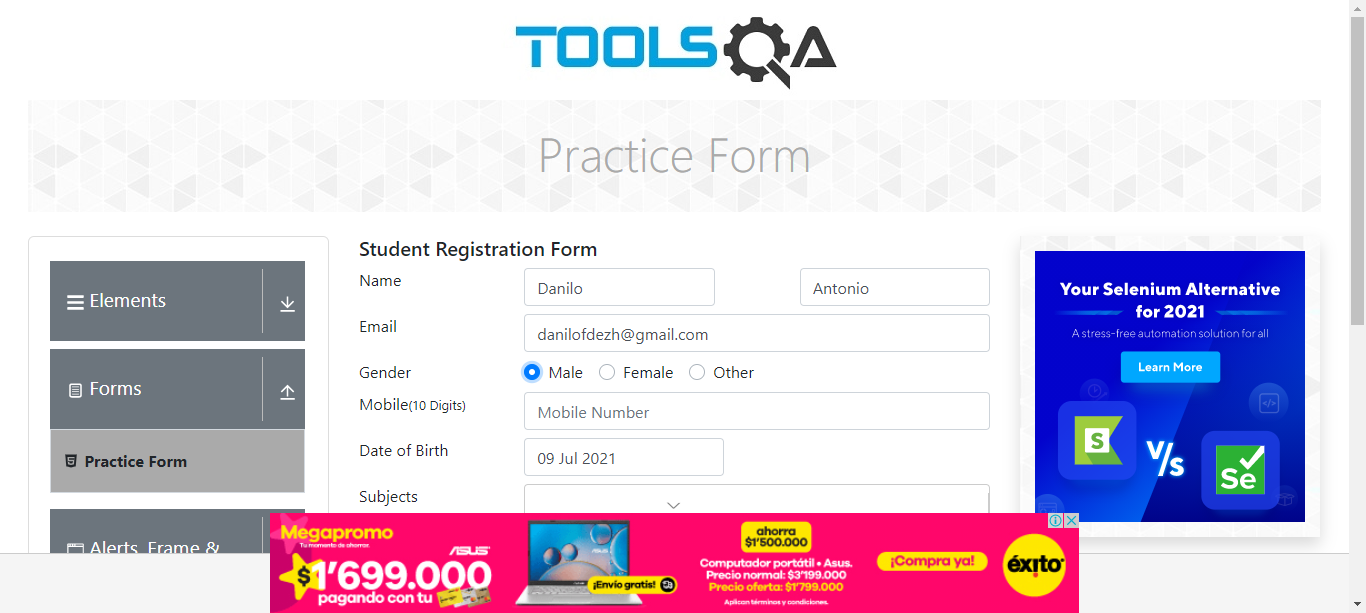 TOOLSQA
Practice Form
Elements
Forms
Practice Form
Alerts, Frame &
Student Registration Form
Name
Danilo
Antonio
Email
danilofdezh@gmail.com
Gender
Male
Female
Other
Mobile(10 Digits)
Mobile Number
Date of Birth
09 Jul 2021
Subjects
Your Selenium Alternative
for 2021
A stress-free automation solution for all
Learn More
S
V/s
Se
Megapromo
Tu momento de ahorrar.
$1'699.000
pagando con tu
ASUS
¡Envío gratis!
ahorra
$1'500.000
Computador portátil • Asus.
Precio normal: $3'199.000
Precio oferta: $1'799.000
Aplican términos y condiciones.
¡Compra ya!
éxito